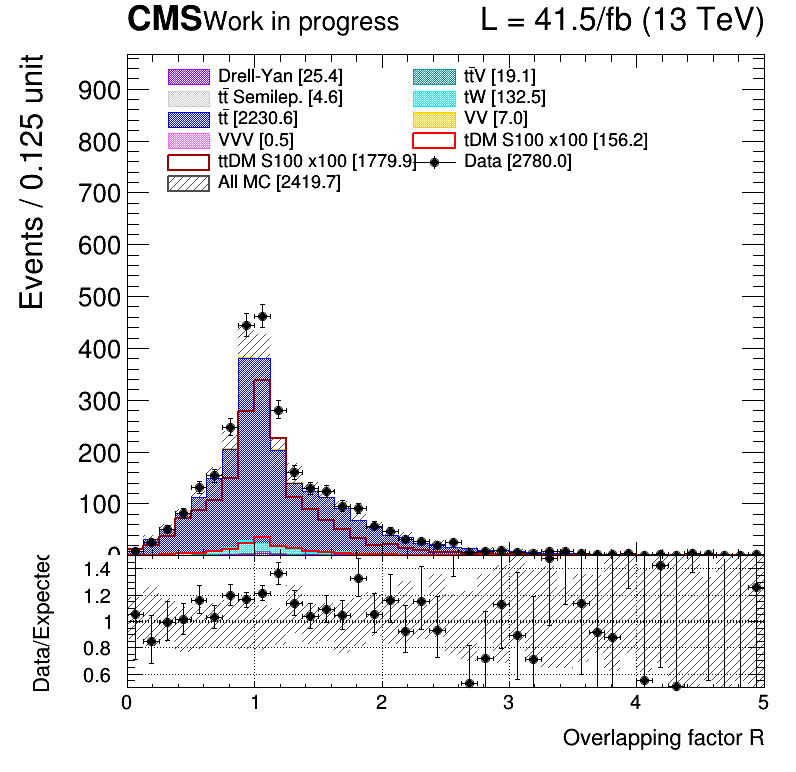 CMS Work in progress L = 41.5/fb (13 TeV)
Events / 0.125 unit
Drell-Yan [25.4] tt̄V [19.1]
tt̄ Semilep. [4.6] tW [132.5]
tt̄ [2230.6] VV [7.0]
VVV [0.5] tDM S100 x100 [156.2]
ttDM S100 x100 [1779.9] Data [2780.0]
All MC [2419.7]
900
800
700
600
500
400
300
200
100
0
Data/Expected
1.4
1.2
1
0.8
0.6
0 1 2 3 4 5
Overlapping factor R